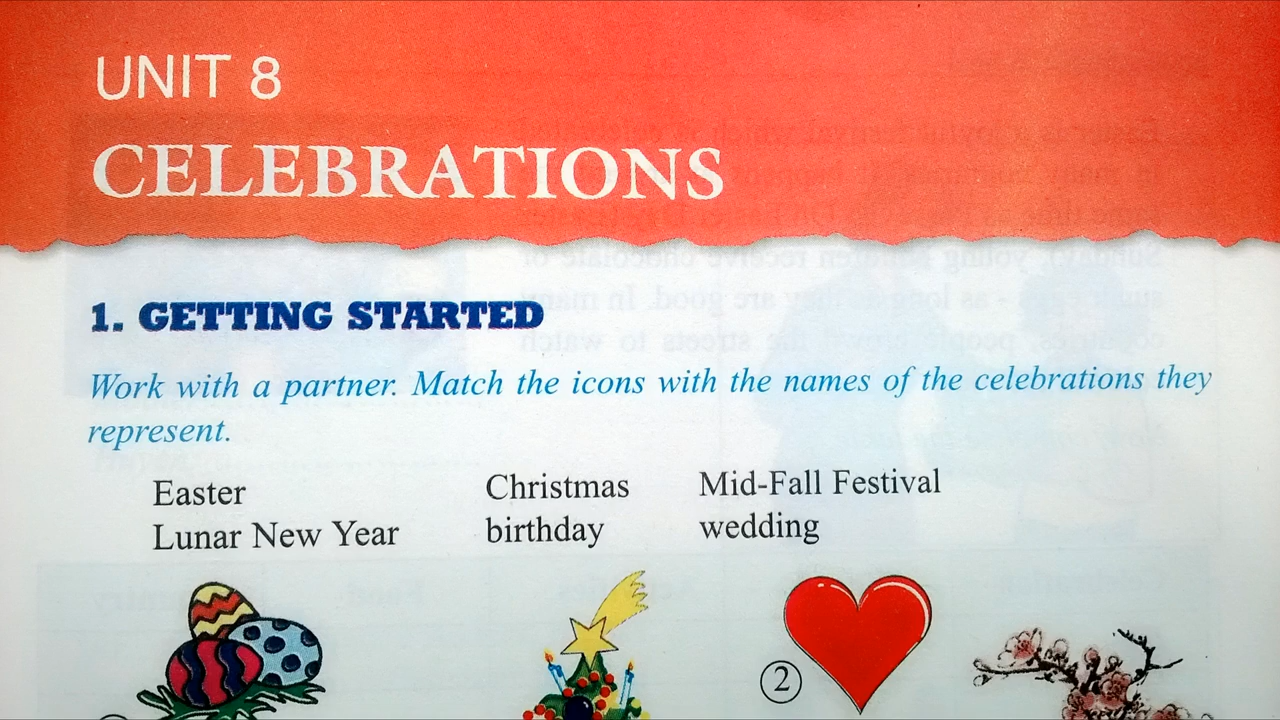 UNIT 8
CELEBRATIONS
1. GETTING STARTED
Work with a partner. Match the icons with the names of the celebrations they
represent.
Easter Christmas Mid-Fall Festival
Lunar New Year birthday wedding
2